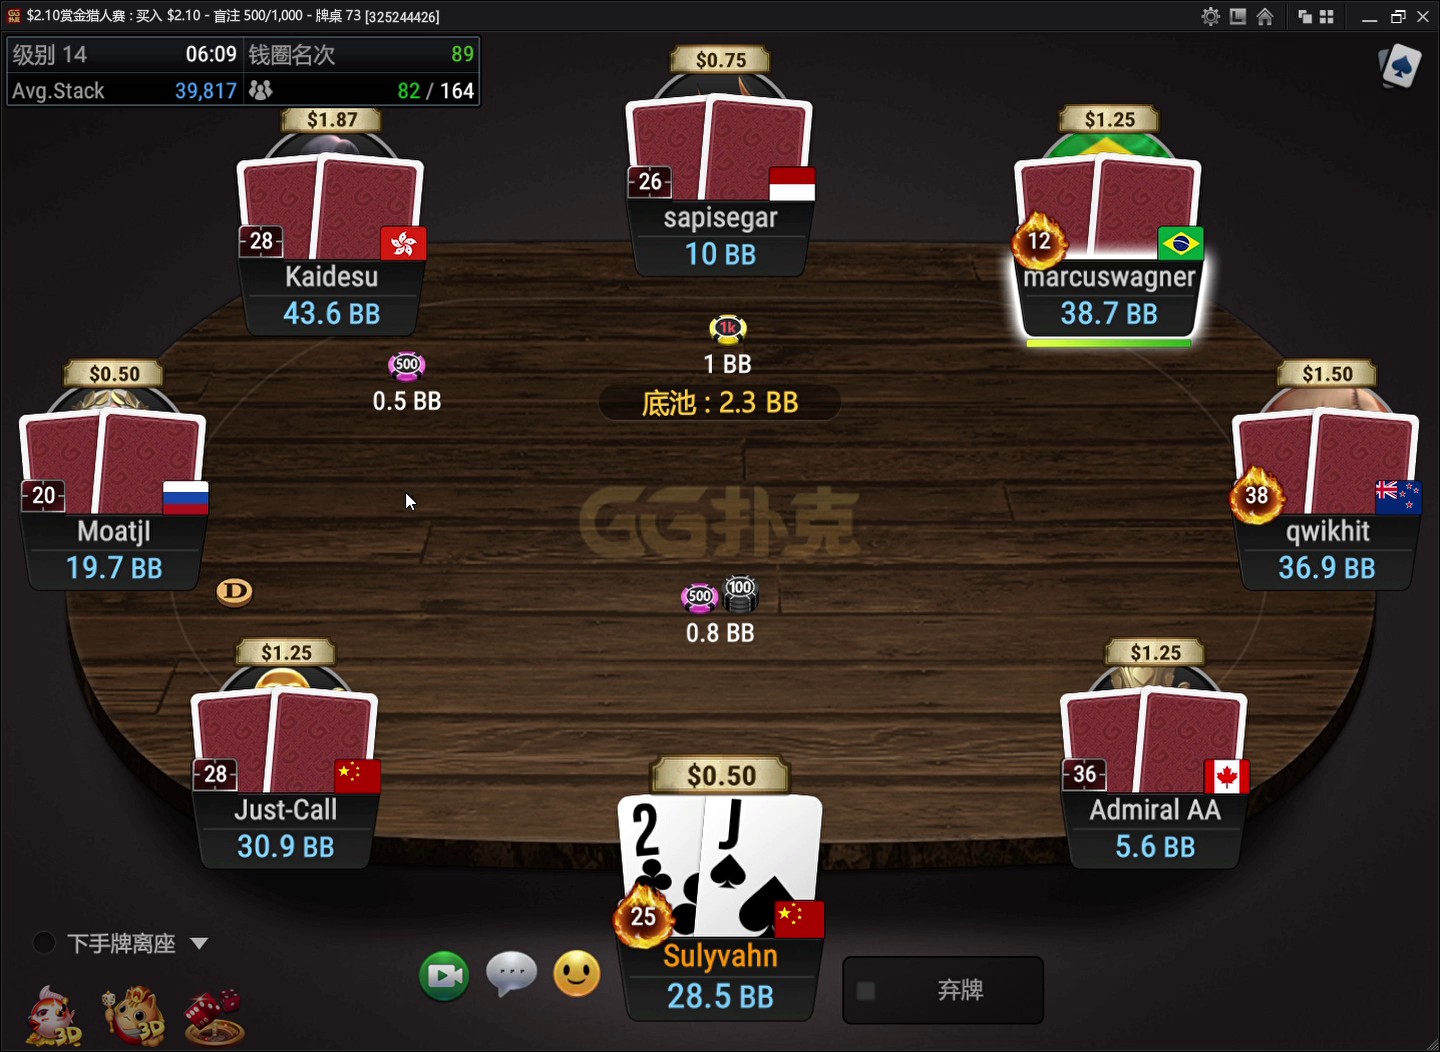 $2.10赏金猎人赛 : 买入 $2.10 - 盲注 500/1,000 - 牌桌 73 [325244426]
级别 14 06:09 钱圈名次 89
Avg.Stack 39,817 82 / 164
$0.75
26
sapisegar
10 BB
$1.87
28
Kaidesu
43.6 BB
$1.25
12
marcuswagner
38.7 BB
1k
1 BB
500
0.5 BB
底池 : 2.3 BB
$0.50
20
Moatjl
19.7 BB
$1.50
38
qwikhit
36.9 BB
GG扑克
D
500 100
0.8 BB
$1.25
28
Just-Call
30.9 BB
$1.25
36
Admiral AA
5.6 BB
$0.50
2 J
25
Sulyvahn
28.5 BB
下手牌离座
弃牌
3D 3D